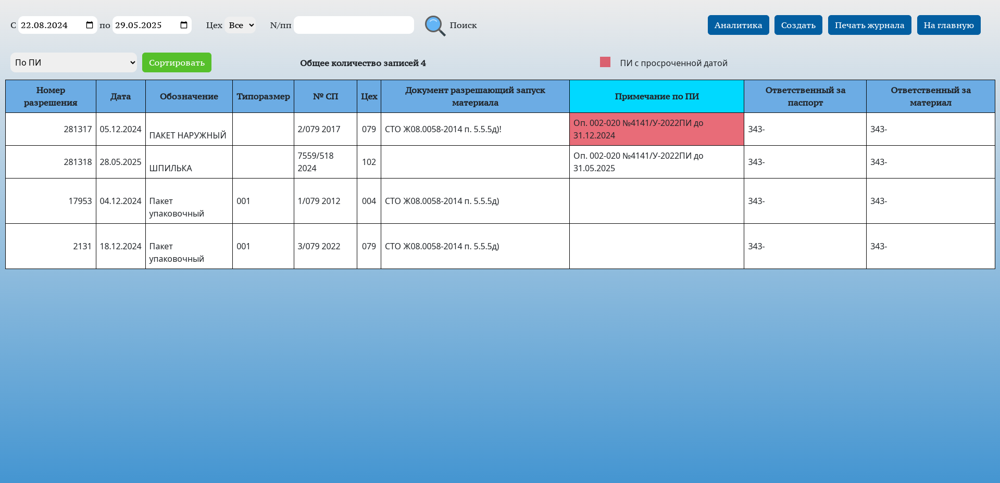 С 22.08.2024 по 29.05.2025 Цех Все N/пп Поиск Аналитика Создать Печать журнала На главную
По ПИ Сортировать Общее количество записей 4 ПИ с просроченной датой
Номер разрешения Дата Обозначение Типоразмер № СП Цех Документ разрешающий запуск материала Примечание по ПИ Ответственный за паспорт Ответственный за материал
281317 05.12.2024 ПАКЕТ НАРУЖНЫЙ 2/079 2017 079 СТО Ж08.0058-2014 п. 5.5.5д)! Оп. 002-020 №4141/У-2022ПИ до 31.12.2024 343- 343-
281318 28.05.2025 ШПИЛЬКА 7559/518 2024 102 Оп. 002-020 №4141/У-2022ПИ до 31.05.2025 343- 343-
17953 04.12.2024 Пакет упаковочный 001 1/079 2012 004 СТО Ж08.0058-2014 п. 5.5.5д) 343- 343-
2131 18.12.2024 Пакет упаковочный 001 3/079 2022 079 СТО Ж08.0058-2014 п. 5.5.5д) 343- 343-